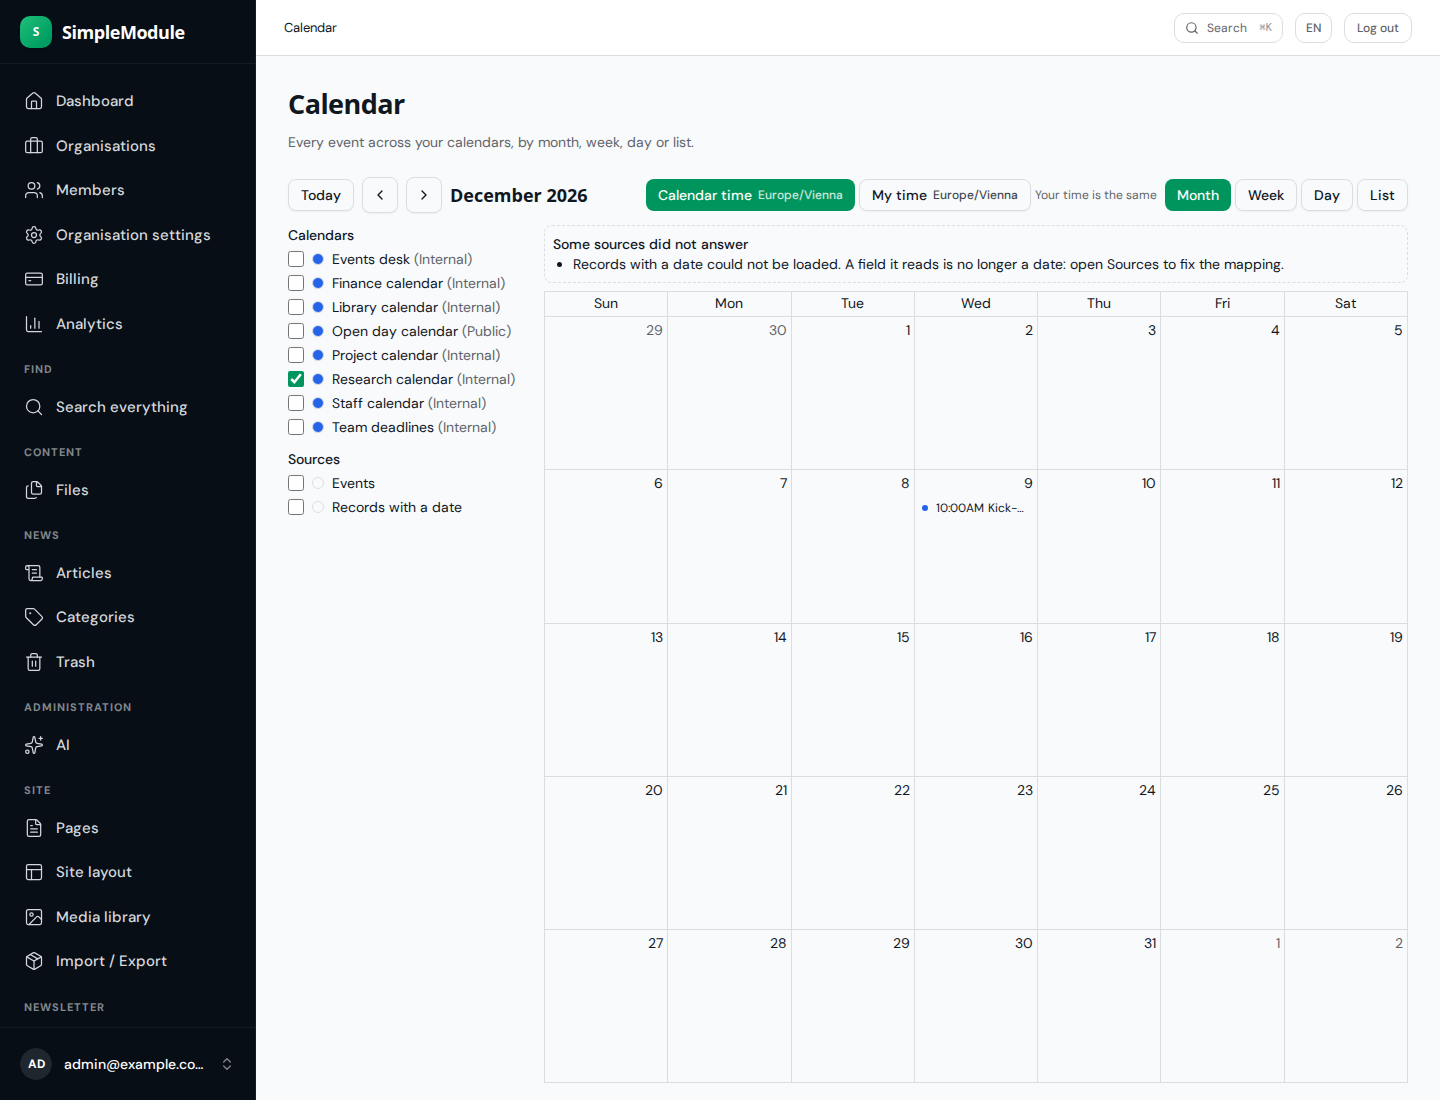 S SimpleModule
Dashboard
Organisations
Members
Organisation settings
Billing
Analytics
FIND
Search everything
CONTENT
Files
NEWS
Articles
Categories
Trash
ADMINISTRATION
AI
SITE
Pages
Site layout
Media library
Import / Export
NEWSLETTER
AD admin@example.co...
Calendar
Search ⌘K EN Log out
Calendar
Every event across your calendars, by month, week, day or list.
Today December 2026 Calendar time Europe/Vienna My time Europe/Vienna Your time is the same Month Week Day List
Calendars
Events desk (Internal)
Finance calendar (Internal)
Library calendar (Internal)
Open day calendar (Public)
Project calendar (Internal)
Research calendar (Internal)
Staff calendar (Internal)
Team deadlines (Internal)
Sources
Events
Records with a date
Some sources did not answer
• Records with a date could not be loaded. A field it reads is no longer a date: open Sources to fix the mapping.
Sun Mon Tue Wed Thu Fri Sat
29 30 1 2 3 4 5
6 7 8 9 10 11 12
10:00AM Kick-...
13 14 15 16 17 18 19
20 21 22 23 24 25 26
27 28 29 30 31 1 2